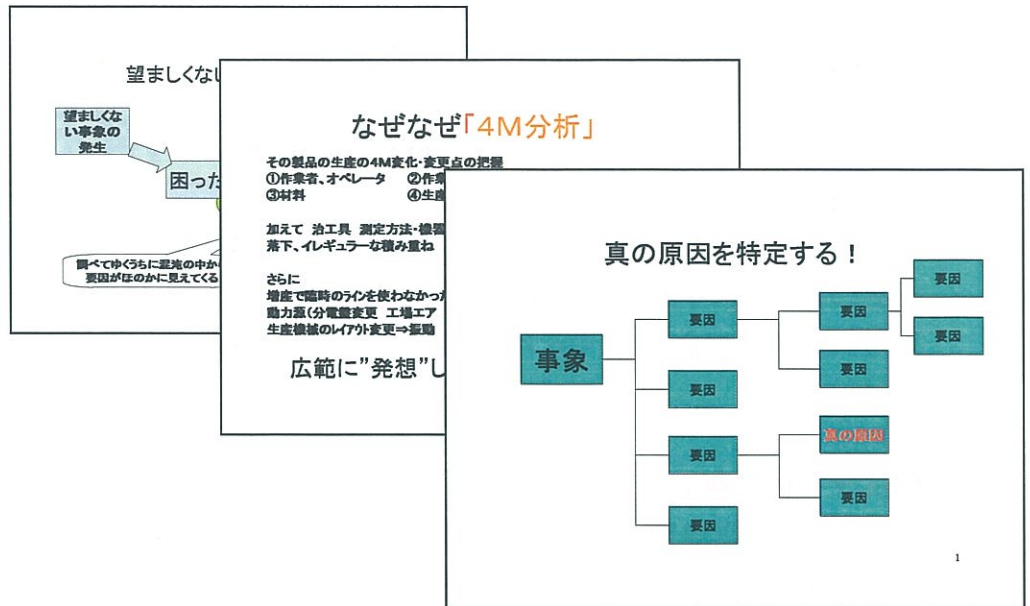 望ましくない
望ましくな
い事象の
発生
困った
調べてゆくうちに混沌の中から
要因がほのかに見えてくる
なぜなぜ「4M分析」
その製品の生産の4M変化・変更点の把握
①作業者、オペレータ ②作業
③材料 ④生産
加えて 治工具 測定方法・機器
落下、イレギュラーな積み重ね
さらに
増産で臨時のラインを使わなかった
動力源(分電盤変更 工場エア
生産機械のレイアウト変更⇒振動
広範に”発想”し
真の原因を特定する!
事象
要因
要因
要因
要因
要因
要因
真の原因
要因
要因
要因
1